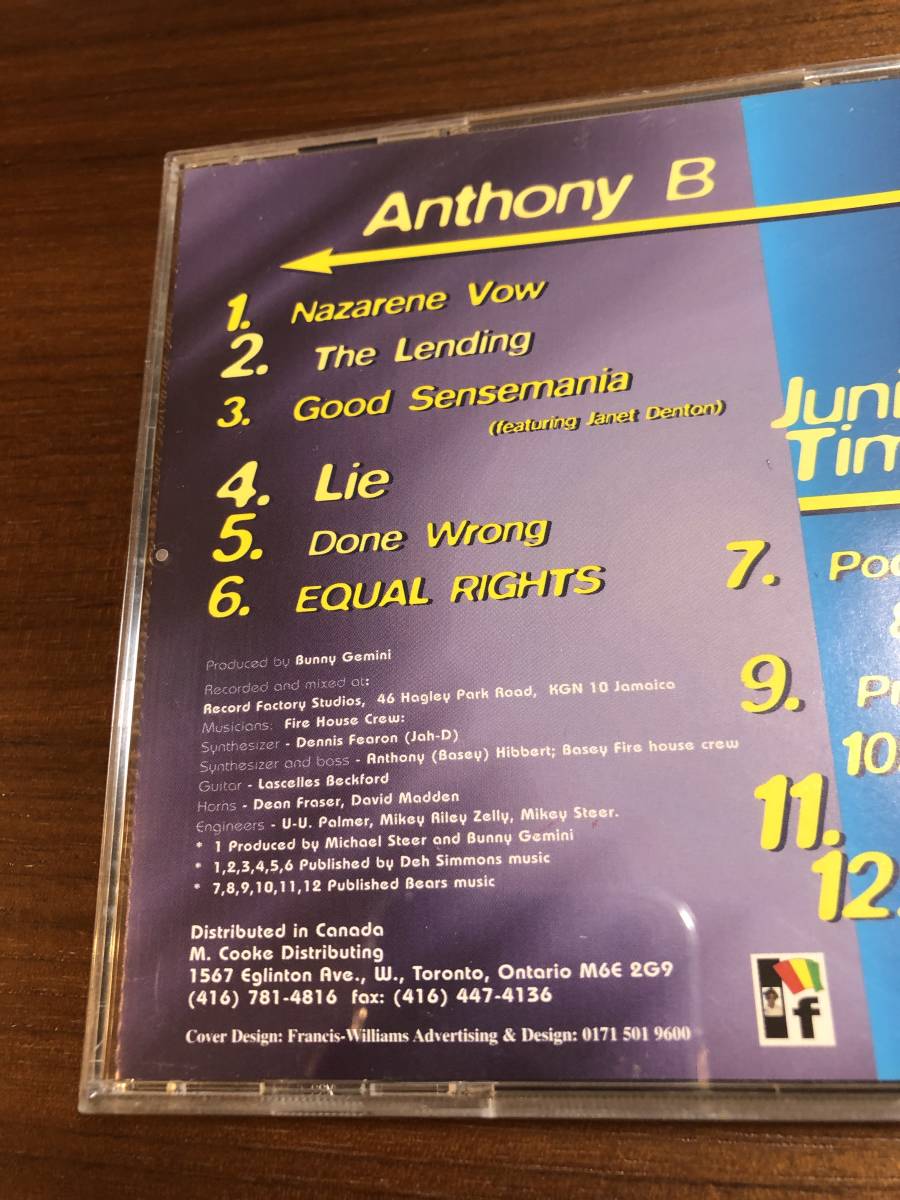 Anthony B
1. Nazarene Vow
2. The Lending
3. Good Sensemania
(featuring Janet Denton)
4. Lie
5. Done Wrong
6. EQUAL RIGHTS
Produced by Bunny Gemini
Recorded and mixed at:
Record Factory Studios, 46 Hagley Park Road, KGN 10 Jamaica
Musicians: Fire House Crew:
Synthesizer - Dennis Fearon (Jah-D)
Synthesizer and bass - Anthony (Basey) Hibbert; Basey Fire house crew
Guitar - Lascelles Beckford
Horns - Dean Fraser, David Madden
Engineers - U-U. Palmer, Mikey Riley Zelly, Mikey Steer.
* 1 Produced by Michael Steer and Bunny Gemini
* 1,2,3,4,5,6 Published by Deh Simmons music
* 7,8,9,10,11,12 Published Bears music
Distributed in Canada
M. Cooke Distributing
1567 Eglinton Ave., W., Toronto, Ontario M6E 2G9
(416) 781-4816 fax: (416) 447-4136
Cover Design: Francis-Williams Advertising & Design: 0171 501 9600
Juni
Tim
7. Poo
9. Pr
10.
11.
12.
f